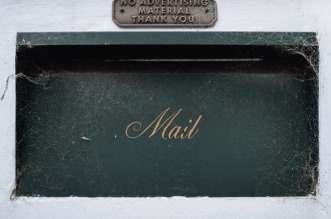 NO ADVERTISING
MATERIAL
THANK YOU
Mail